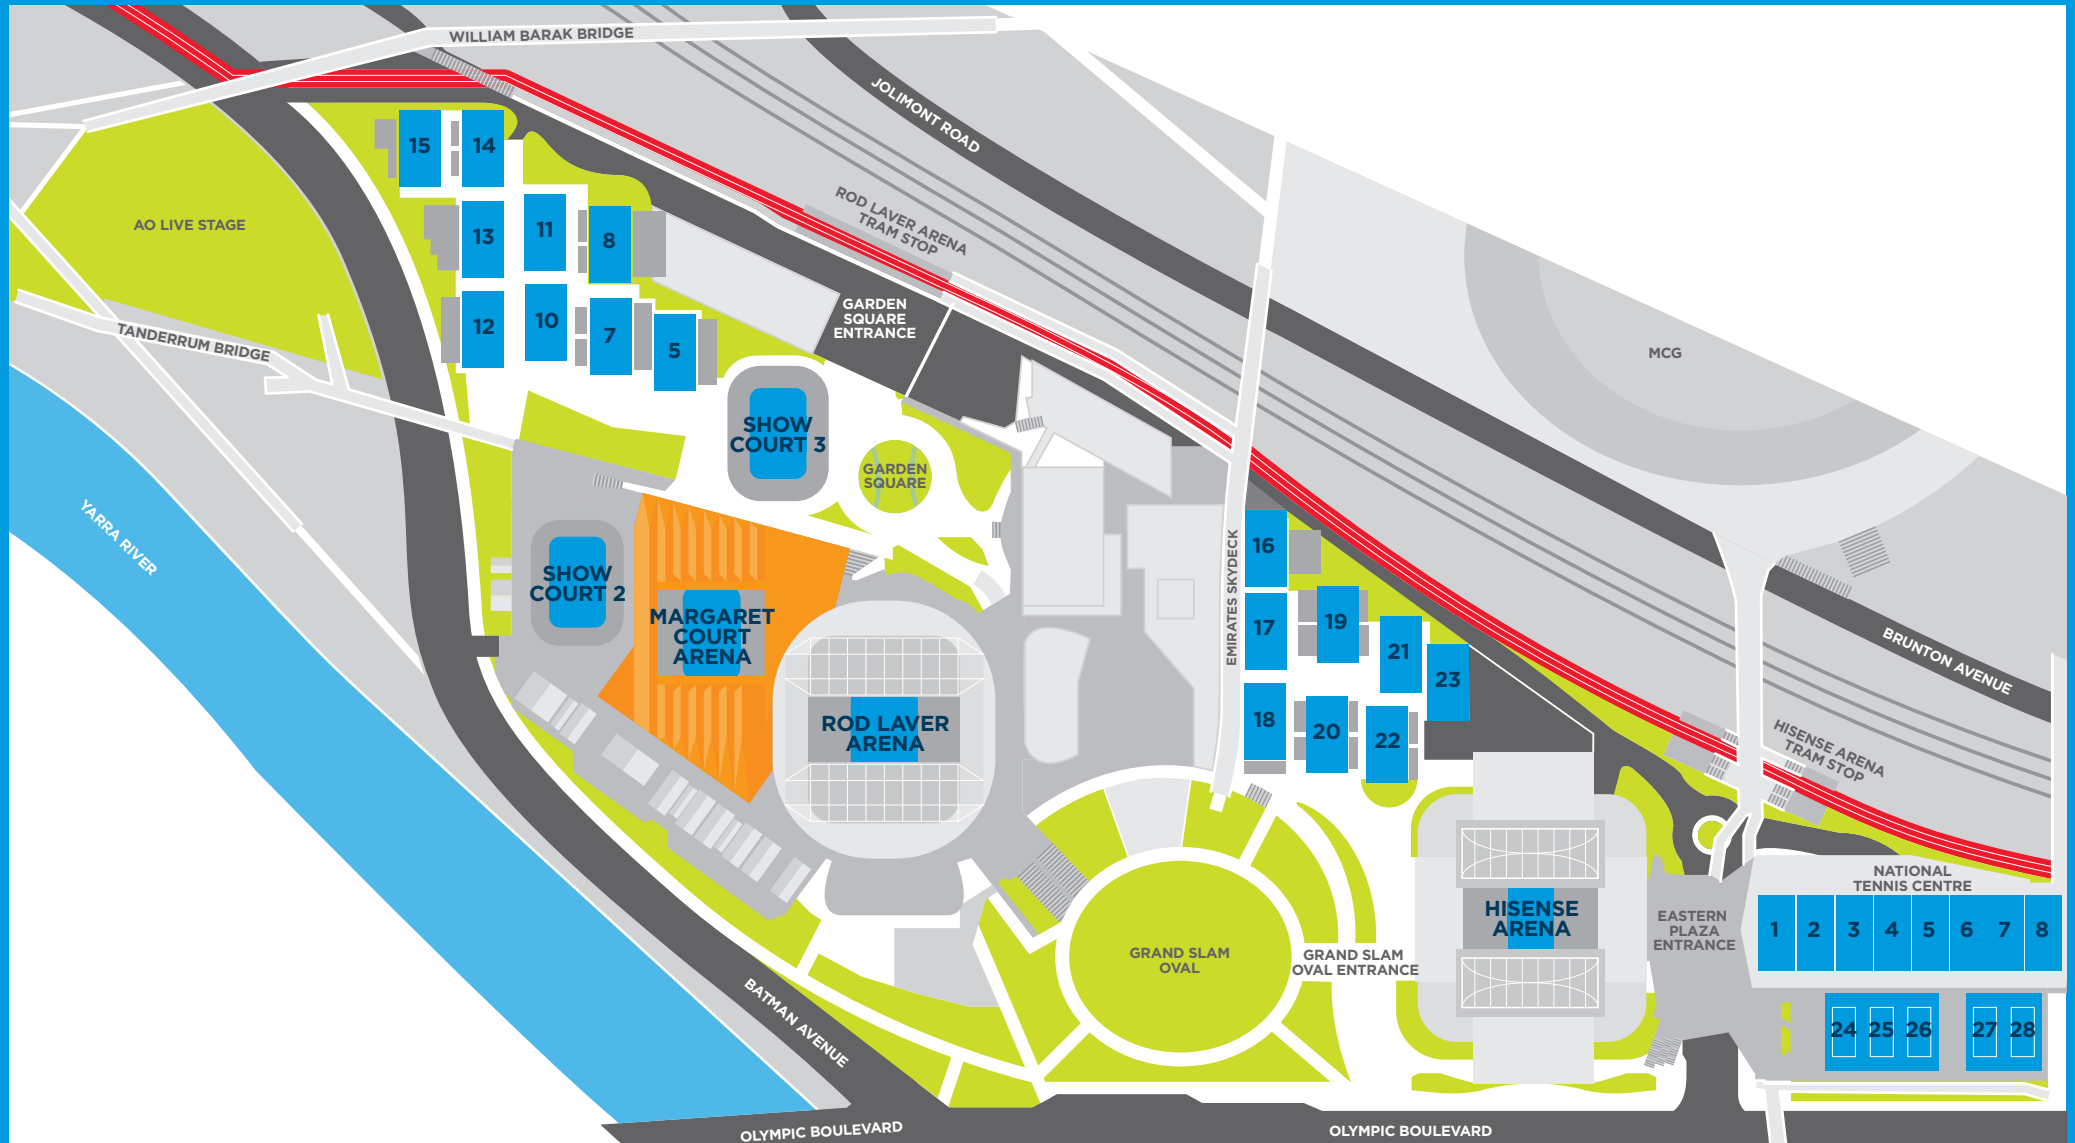 WILLIAM BARAK BRIDGE
JOLIMONT ROAD
15
14
AO LIVE STAGE
13
11
8
ROD LAVER ARENA
TRAM STOP
12
10
7
5
GARDEN
SQUARE
ENTRANCE
TANDERRUM BRIDGE
MCG
SHOW
COURT 3
GARDEN
SQUARE
YARRA RIVER
SHOW
COURT 2
MARGARET
COURT
ARENA
ROD LAVER
ARENA
EMIRATES SKYDECK
16
17
19
21
23
18
20
22
BRUNTON AVENUE
HISENSE ARENA
TRAM STOP
NATIONAL
TENNIS CENTRE
HISENSE
ARENA
EASTERN
PLAZA
ENTRANCE
1
2
3
4
5
6
7
8
GRAND SLAM
OVAL
GRAND SLAM
OVAL ENTRANCE
24
25
26
27
28
BATMAN AVENUE
OLYMPIC BOULEVARD
OLYMPIC BOULEVARD